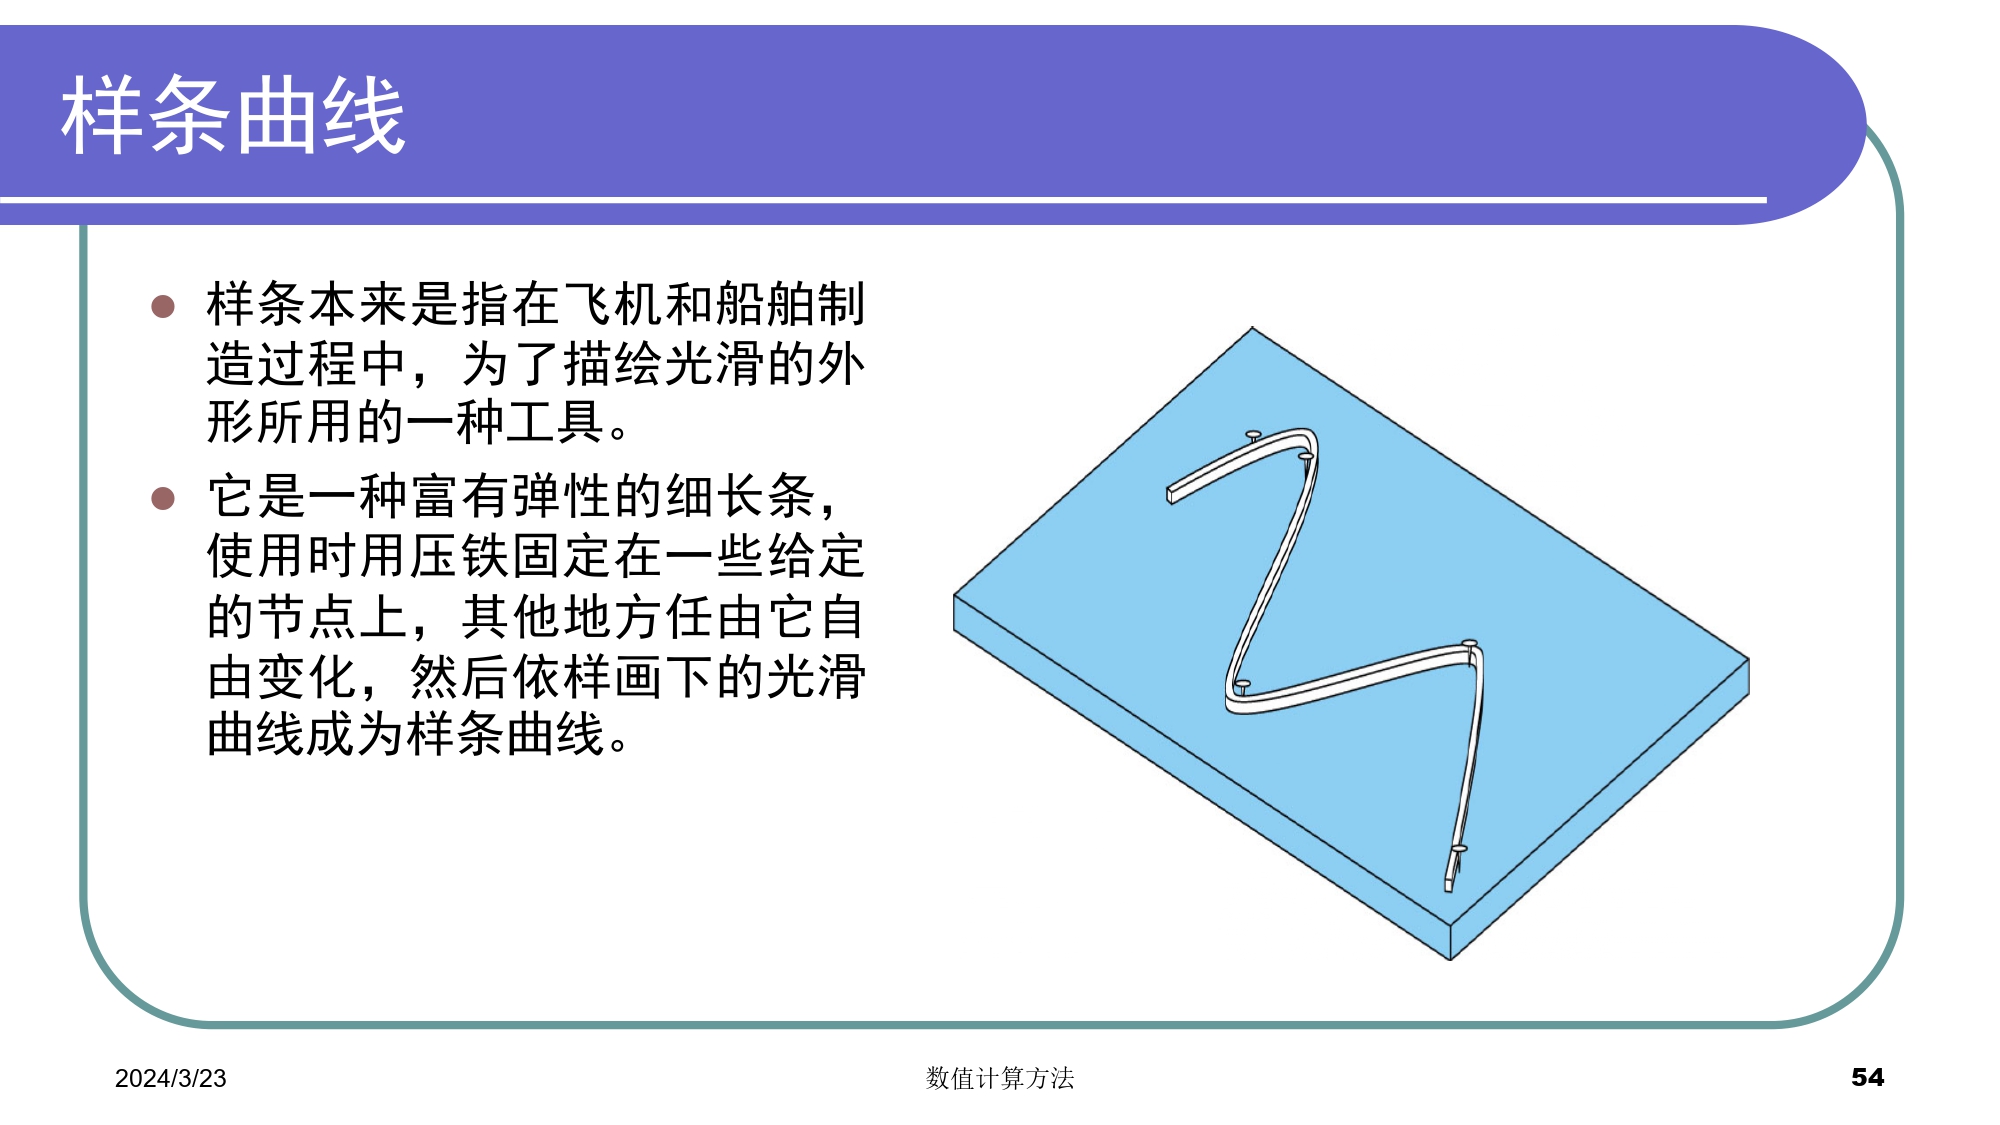 样条曲线
样条本来是指在飞机和船舶制
造过程中，为了描绘光滑的外
形所用的一种工具。
它是一种富有弹性的细长条，
使用时用压铁固定在一些给定
的节点上，其他地方任由它自
由变化，然后依样画下的光滑
曲线成为样条曲线。
2024/3/23
数值计算方法
54